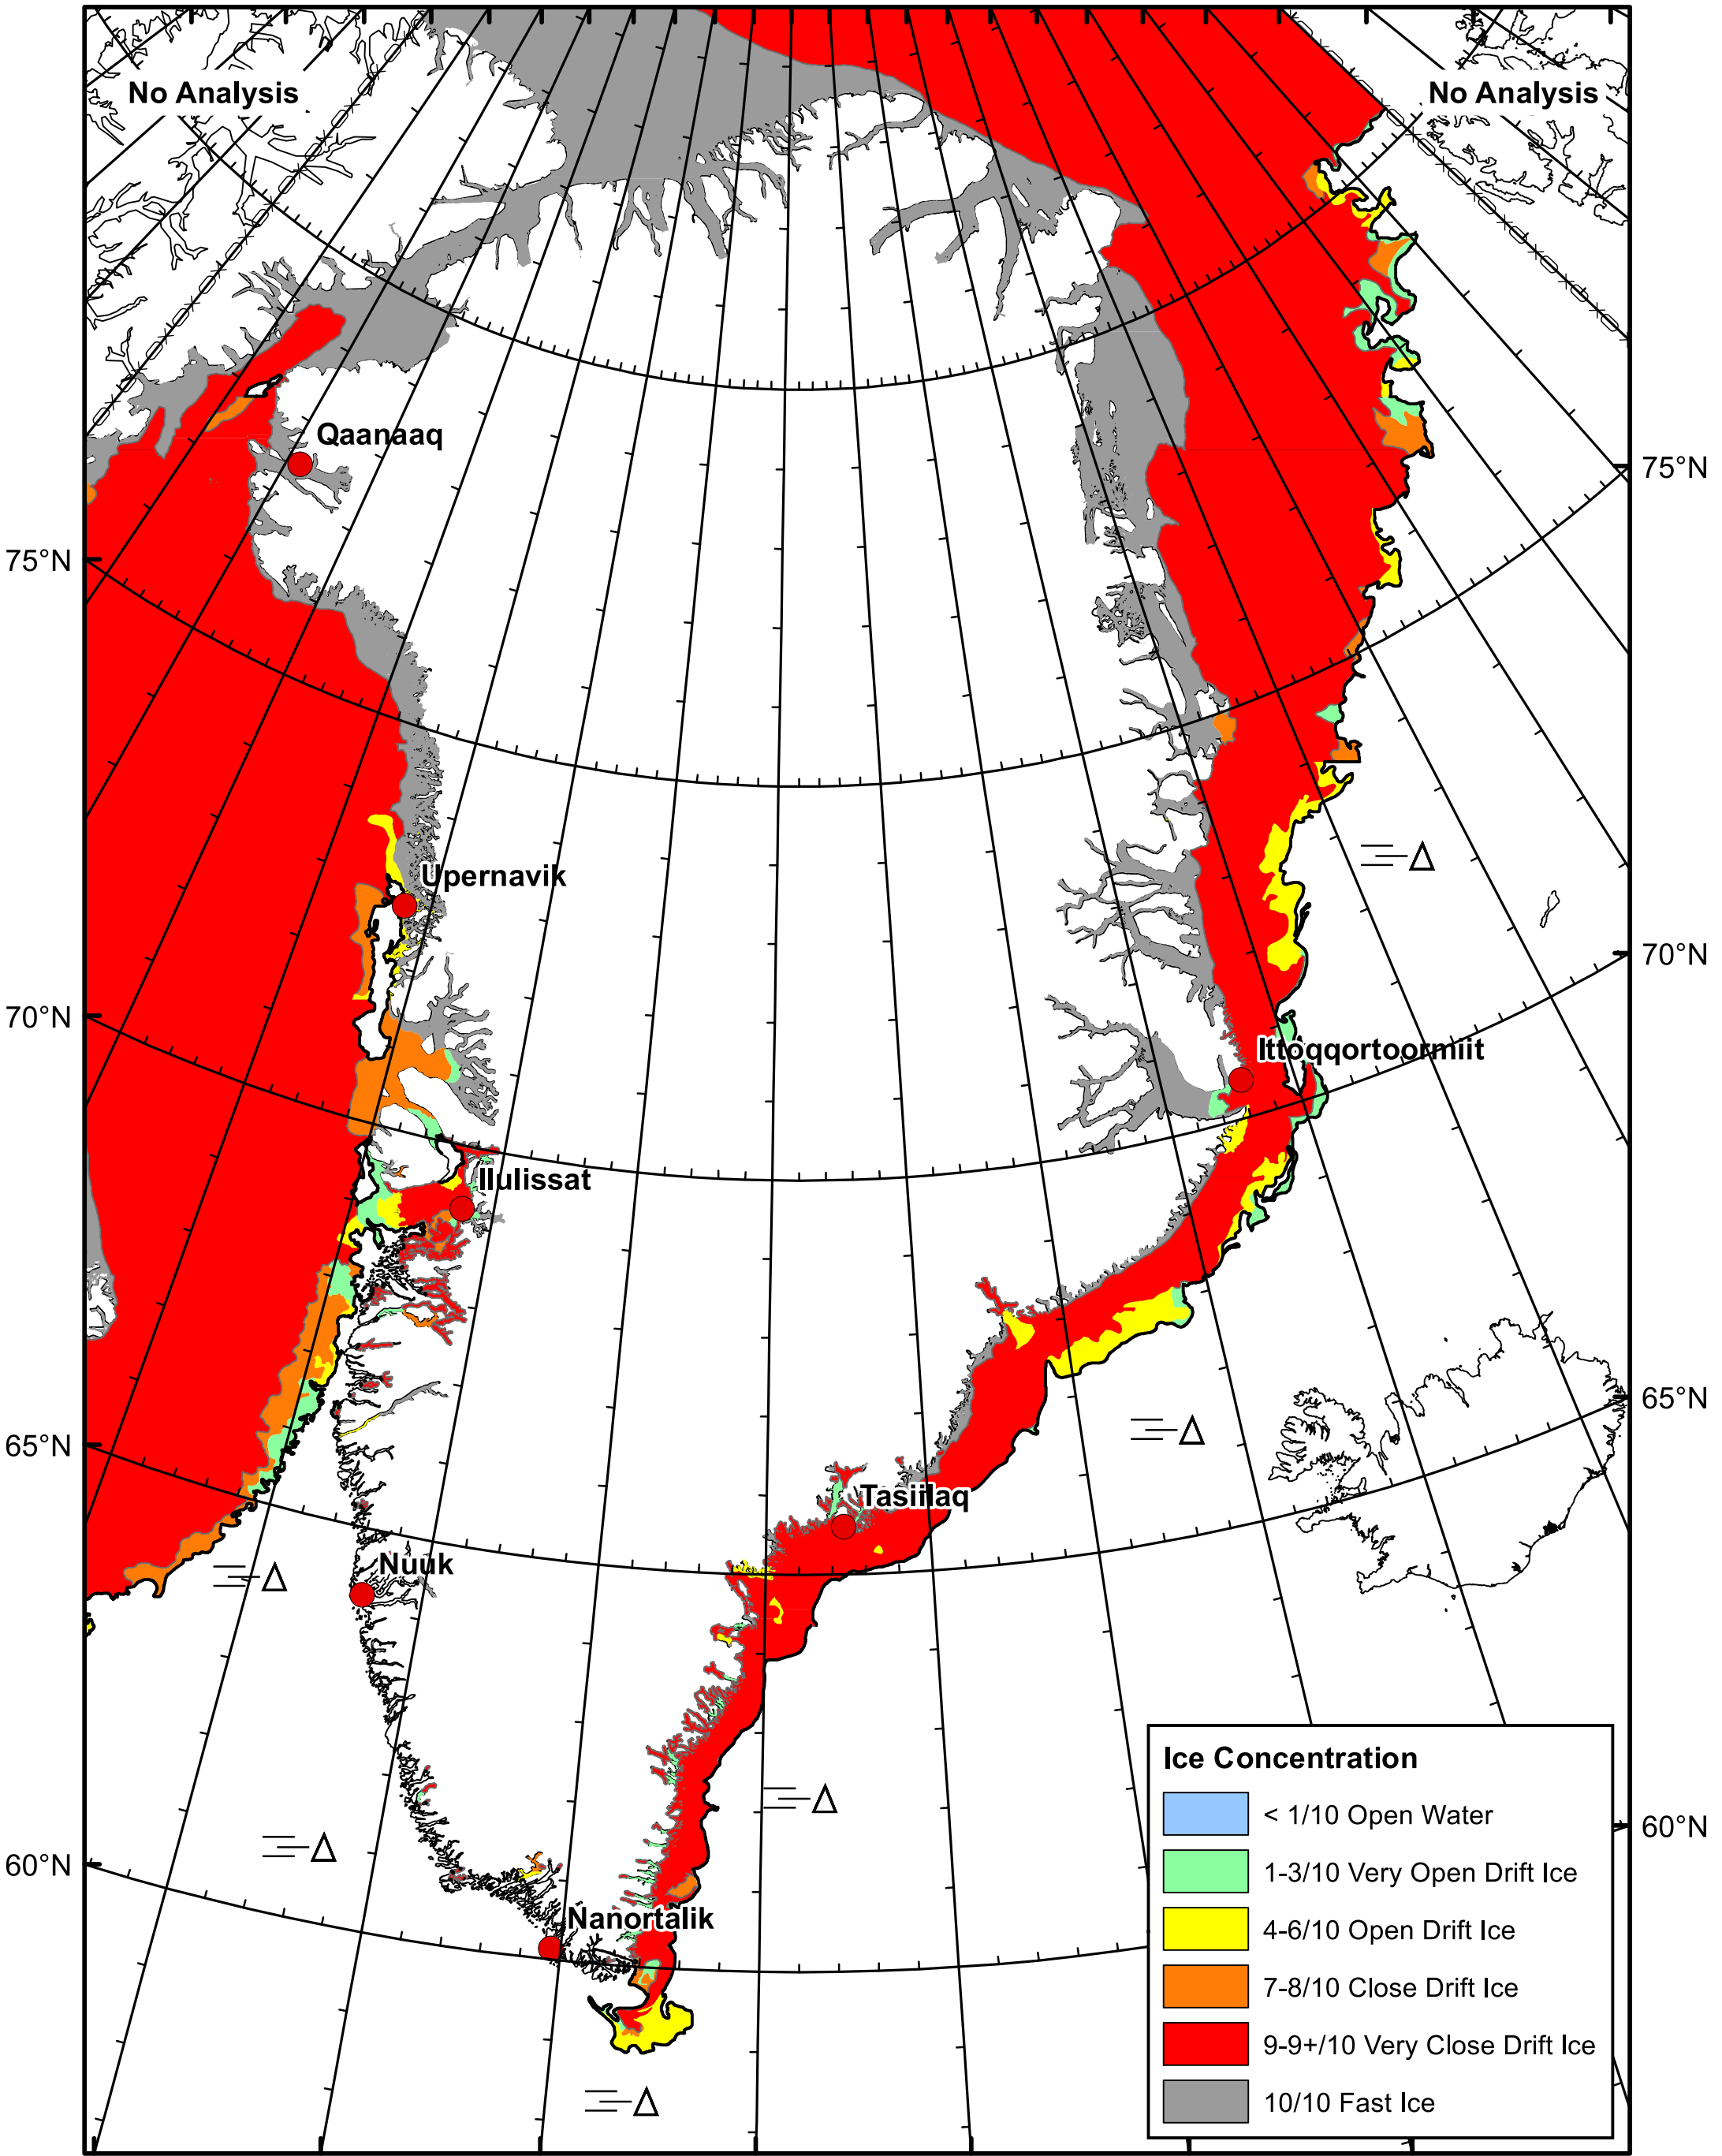 No Analysis
No Analysis
Qaanaaq
75°N
75°N
Upernavik
70°N
70°N
Ittoqqortoormiit
Ilulissat
65°N
65°N
Tasiilaq
Nuuk
60°N
60°N
Nanortalik
Ice Concentration
< 1/10 Open Water
1-3/10 Very Open Drift Ice
4-6/10 Open Drift Ice
7-8/10 Close Drift Ice
9-9+/10 Very Close Drift Ice
10/10 Fast Ice